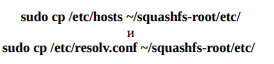 sudo cp /etc/hosts ~/squashfs-root/etc/
и
sudo cp /etc/resolv.conf ~/squashfs-root/etc/